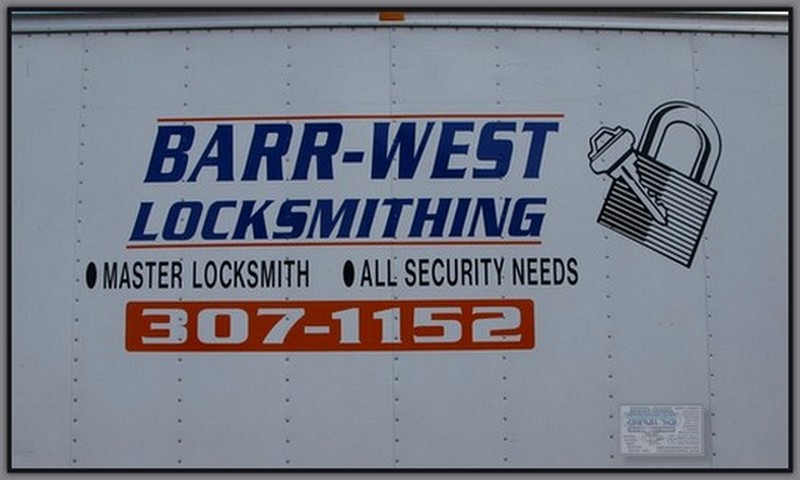 BARR-WEST
LOCKSMITHING
MASTER LOCKSMITH ALL SECURITY NEEDS
307-1152